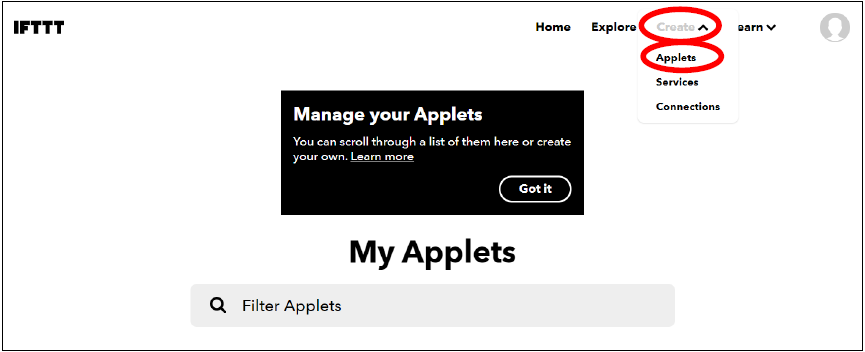 IFTTT
Home Explore Create earn
Applets
Services
Connections
Manage your Applets
You can scroll through a list of them here or create
your own. Learn more
Got it
My Applets
Filter Applets